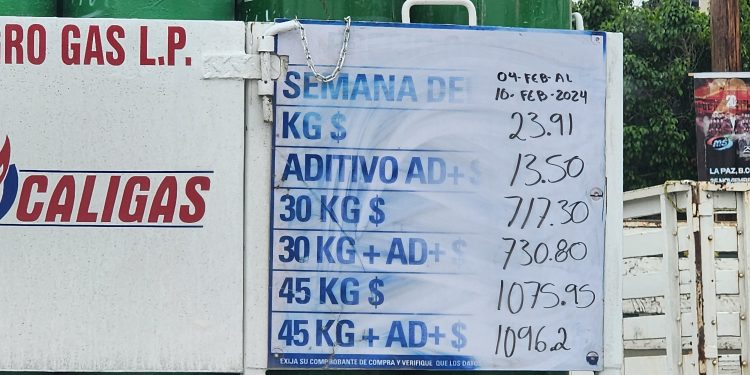 GRO GAS L.P.
CALIGAS
SEMANA DEL 04-FEB-AL
10-FEB-2024
KG $ 23.91
ADITIVO AD+ $ 13.50
30 KG $ 717.30
30 KG + AD+ $ 730.80
45 KG $ 1075.95
45 KG + AD+ $ 1096.2
EXIJA SU COMPROBANTE DE COMPRA Y VERIFIQUE QUE LOS DATOS
LA PAZ, B.C.